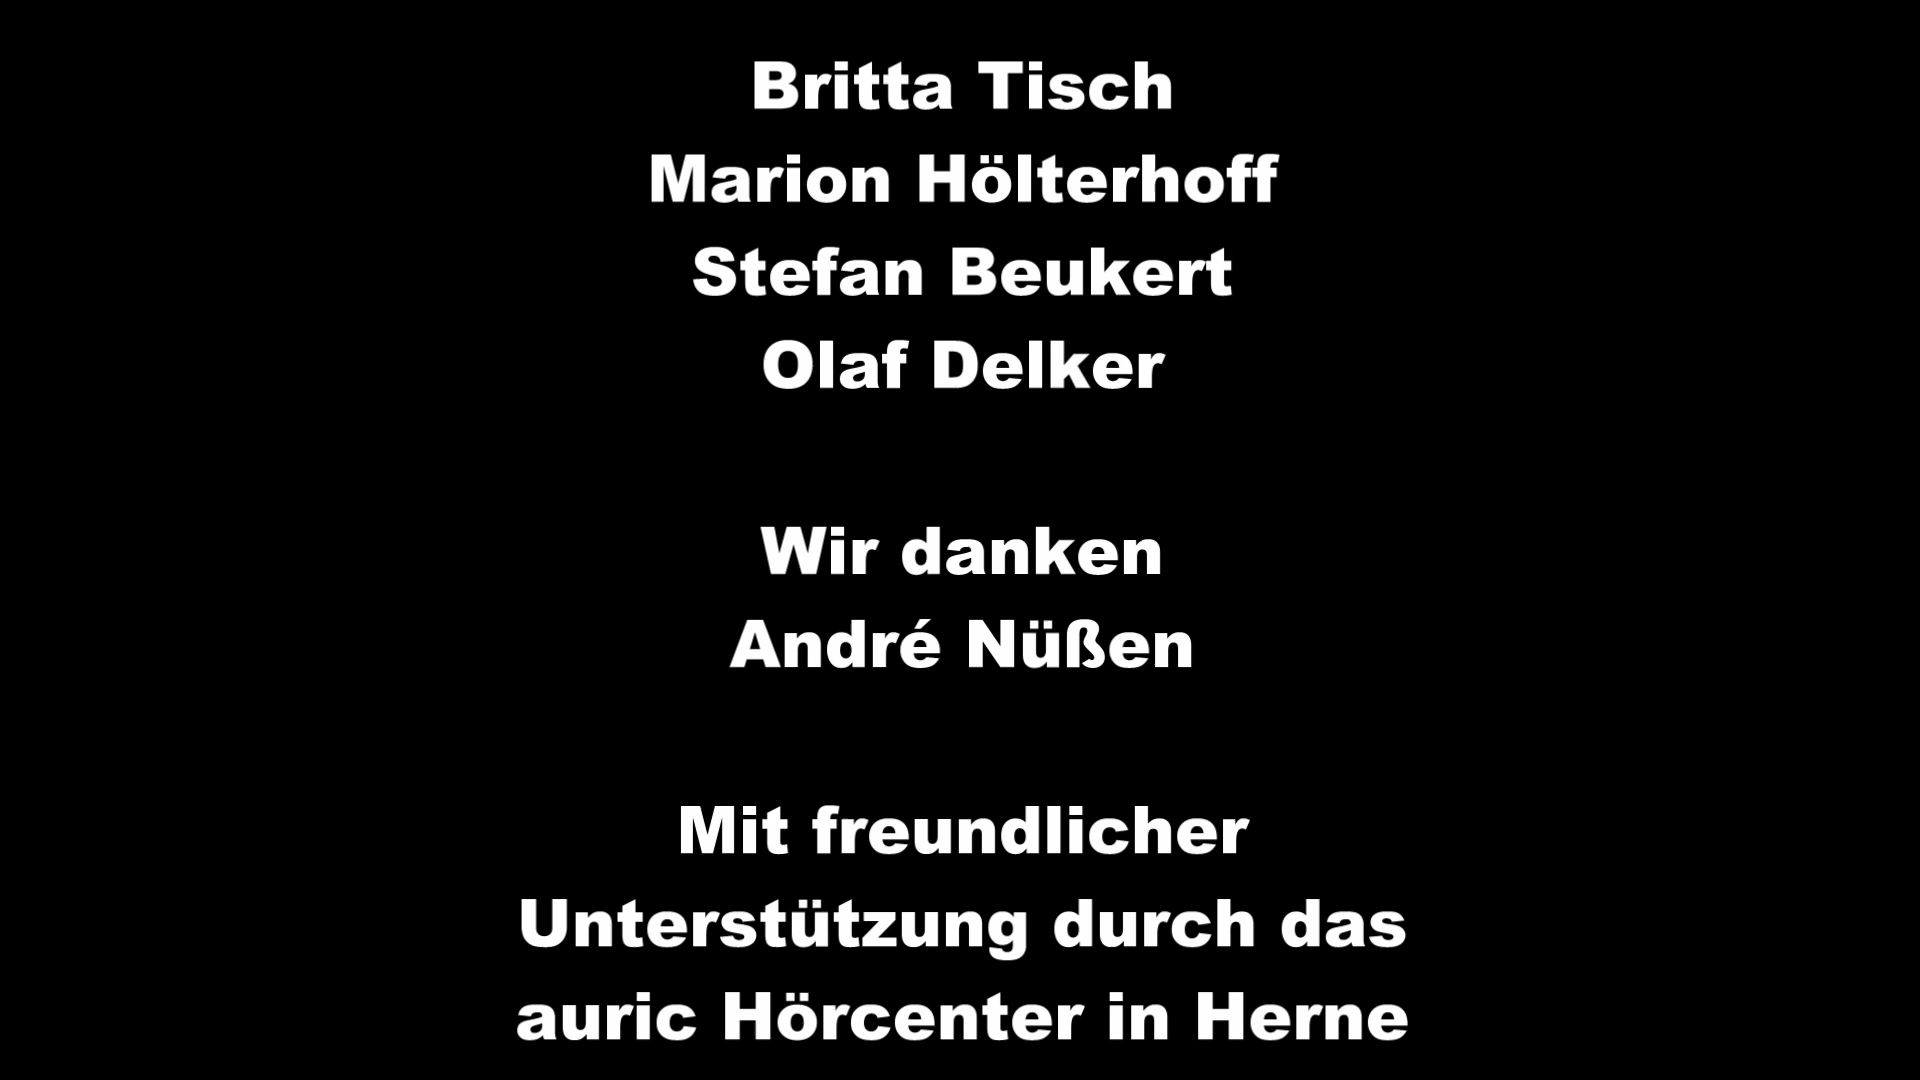 Britta Tisch
Marion Hölterhoff
Stefan Beukert
Olaf Delker
Wir danken
André Nüßen
Mit freundlicher
Unterstützung durch das
auric Hörcenter in Herne